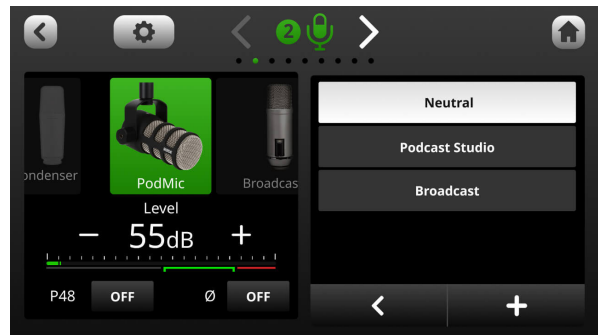 2
ondenser
PodMic
Broadcas
Level
− 55dB +
P48 OFF Ø OFF
Neutral
Podcast Studio
Broadcast
+